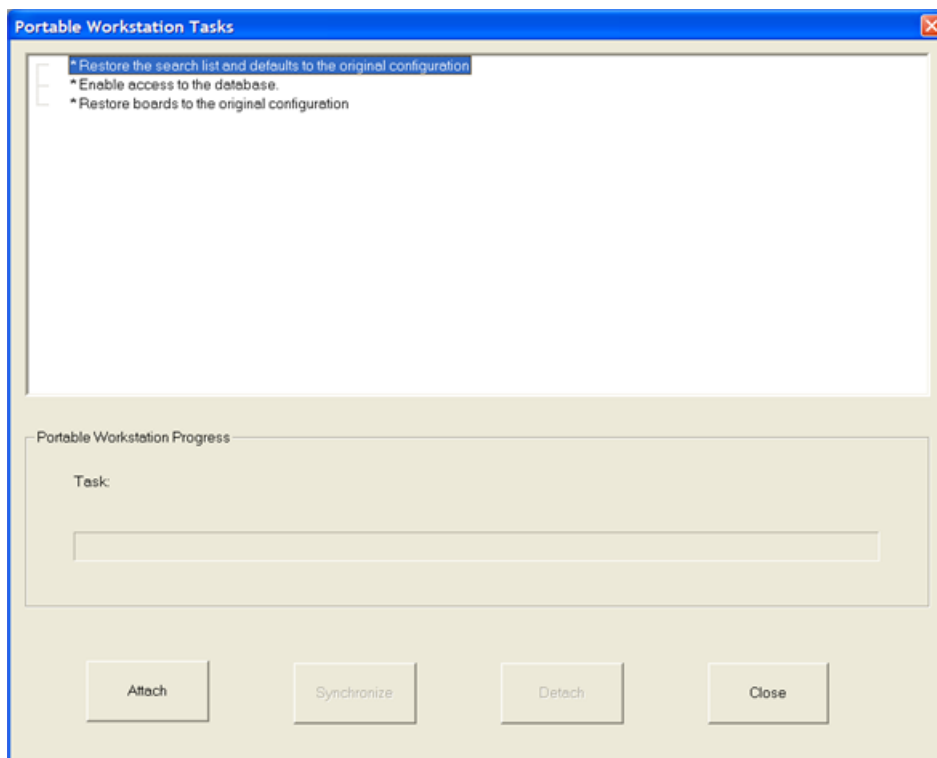 Portable Workstation Tasks
* Restore the search list and defaults to the original configuration
* Enable access to the database.
* Restore boards to the original configuration
Portable Workstation Progress
Task:
Attach
Synchronize
Detach
Close